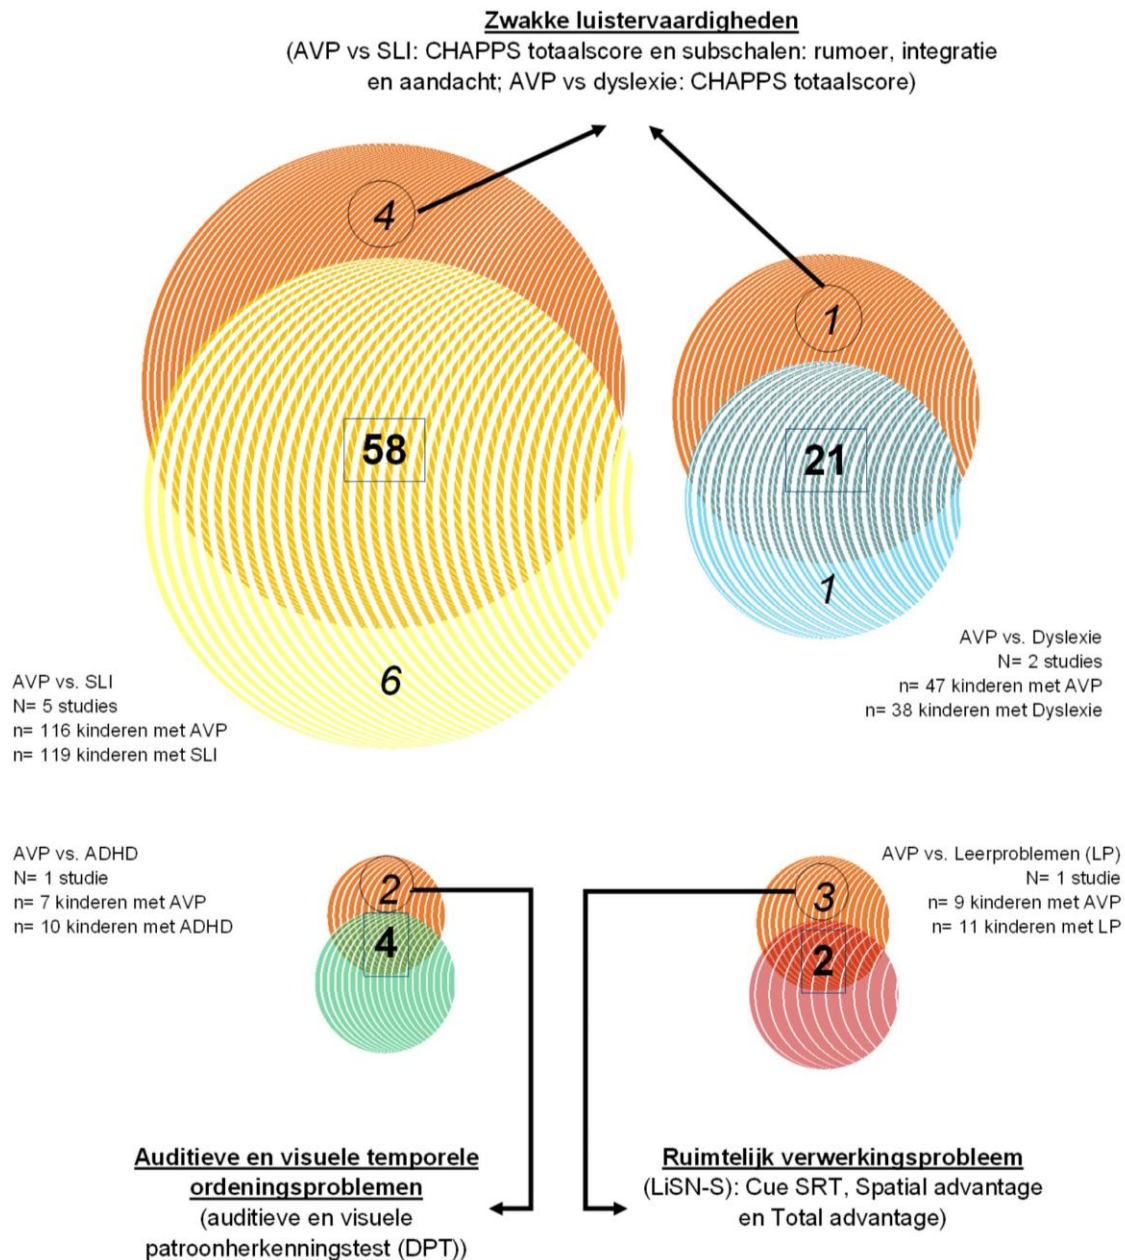 Zwakke luistervaardigheden
(AVP vs SLI: CHAPPS totaalscore en subschalen: rumoer, integratie
en aandacht; AVP vs dyslexie: CHAPPS totaalscore)
4
1
58
21
1
6
AVP vs. Dyslexie
N= 2 studies
n= 47 kinderen met AVP
n= 38 kinderen met Dyslexie
AVP vs. SLI
N= 5 studies
n= 116 kinderen met AVP
n= 119 kinderen met SLI
AVP vs. ADHD
N= 1 studie
n= 7 kinderen met AVP
n= 10 kinderen met ADHD
2
4
3
2
AVP vs. Leerproblemen (LP)
N= 1 studie
n= 9 kinderen met AVP
n= 11 kinderen met LP
Auditieve en visuele temporele
ordeningsproblemen
(auditieve en visuele
patroonherkenningstest (DPT))
Ruimtelijk verwerkingsprobleem
(LiSN-S): Cue SRT, Spatial advantage
en Total advantage)